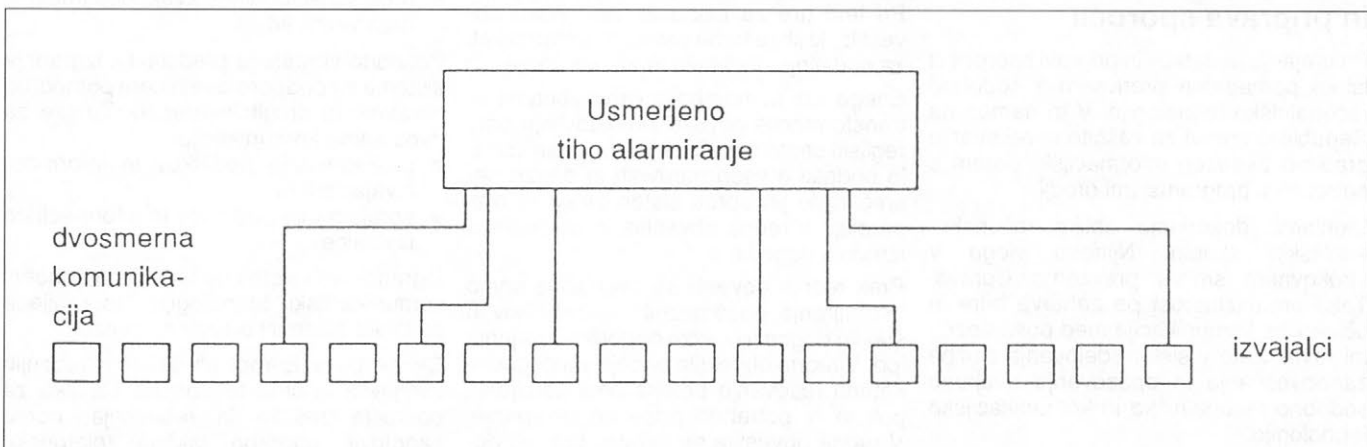 Usmerjeno
tiho alarmiranje
dvosmerna
komunika-
cija
izvajalci